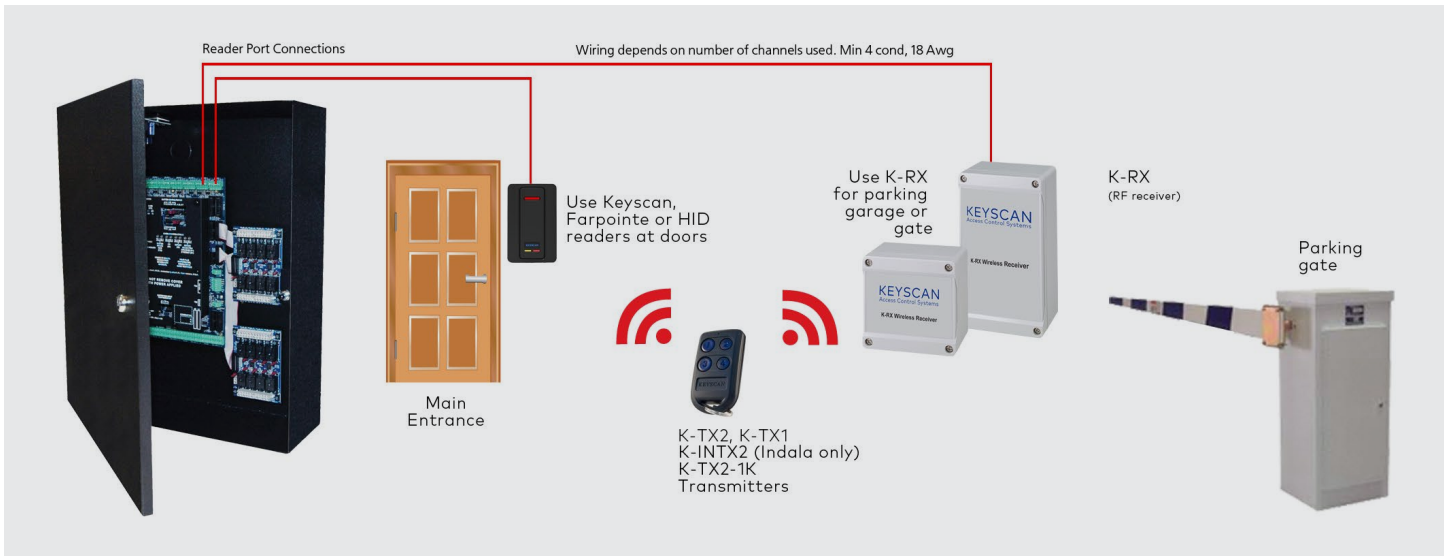 Reader Port Connections
Wiring depends on number of channels used. Min 4 cond, 18 Awg
Use Keyscan,
Farpointe or HID
readers at doors
Main
Entrance
K-TX2, K-TX1
K-INTX2 (Indala only)
K-TX2-1K
Transmitters
KEYSCAN
Use K-RX
for parking
garage or
gate
KEYSCAN
Access Control Systems
K-RX Wireless Receiver
KEYSCAN
Access Control Systems
K-RX Wireless Receiver
K-RX
(RF receiver)
Parking
gate